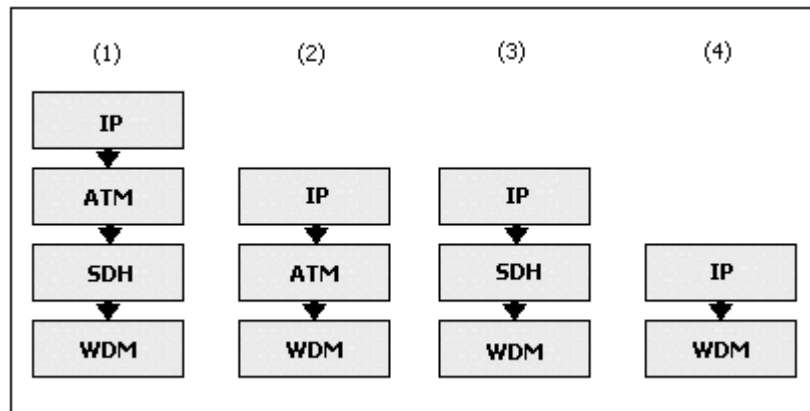 (1) (2) (3) (4)
IP
ATM IP IP
SDH ATM SDH IP
WDM WDM WDM WDM